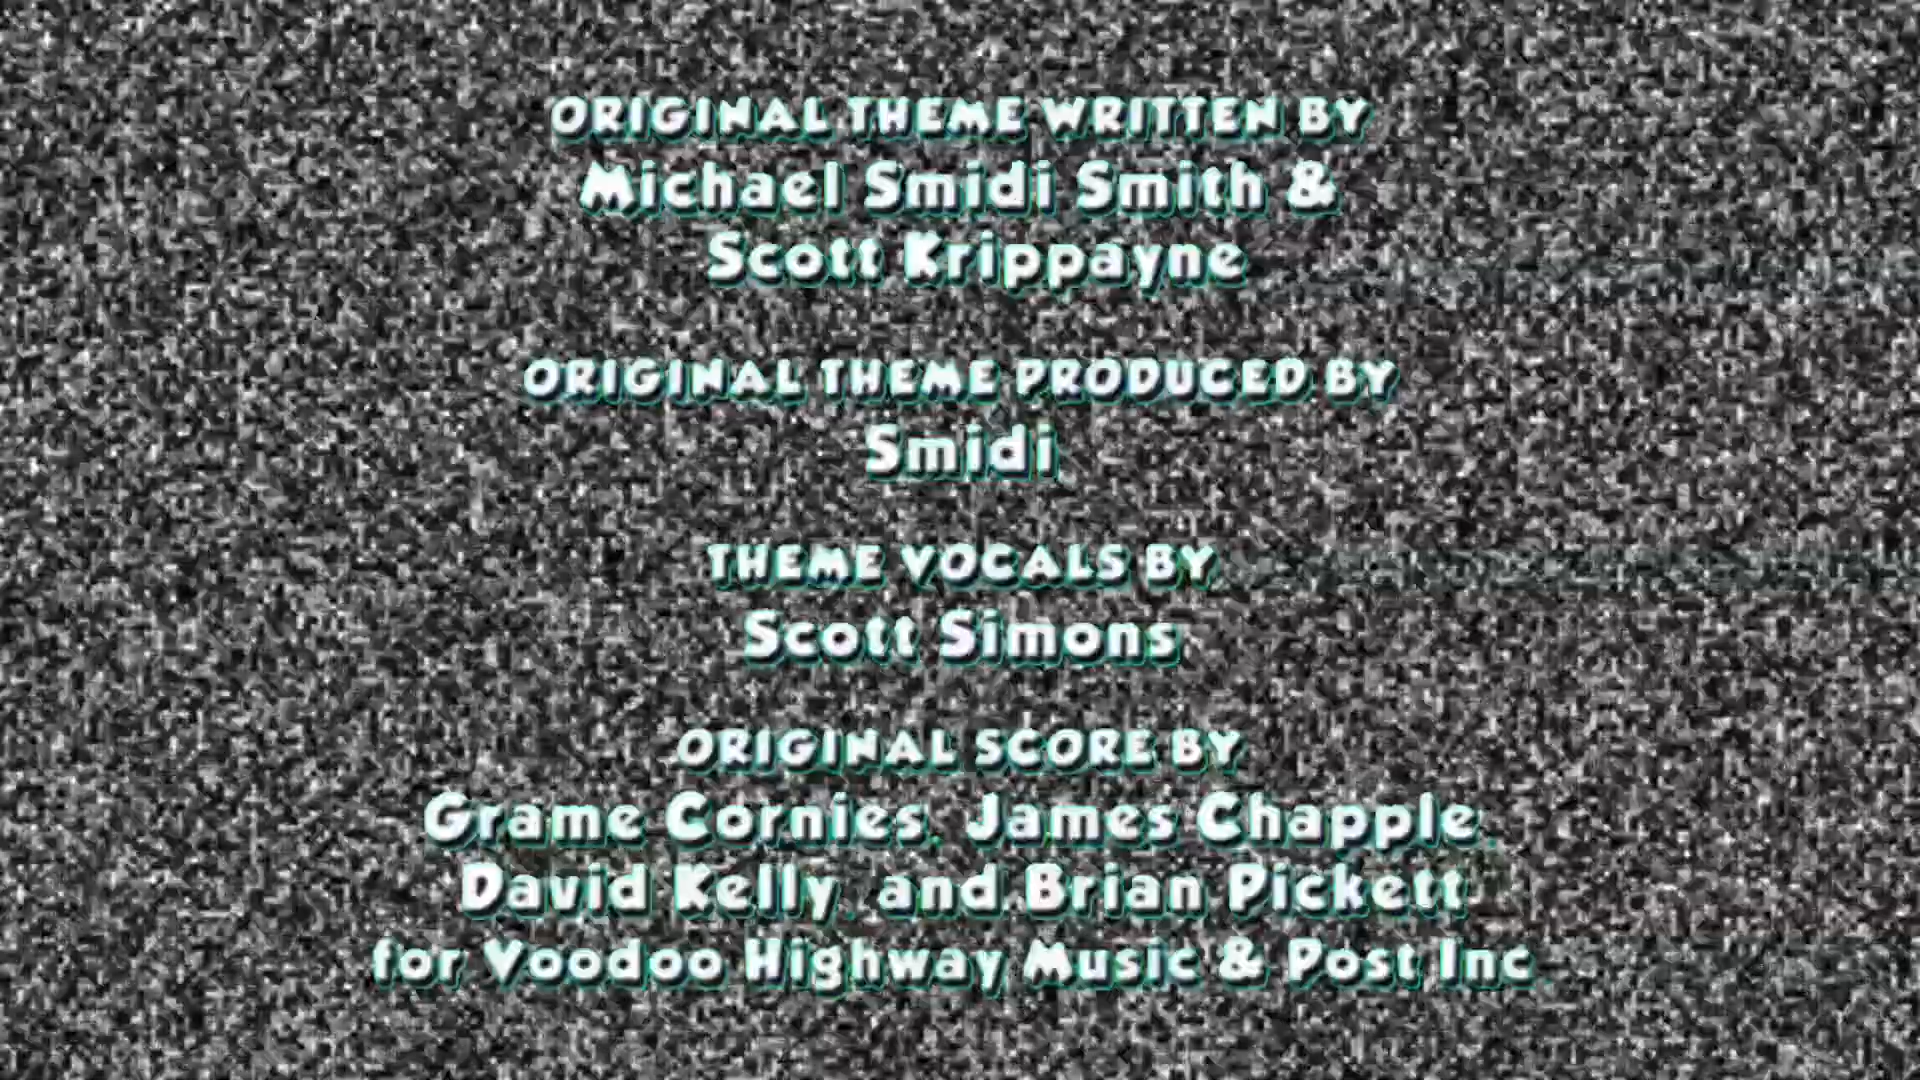 ORIGINAL THEME WRITTEN BY
Michael Smidi Smith &
Scott Krippayne
ORIGINAL THEME PRODUCED BY
Smidi
THEME VOCALS BY
Scott Simons
ORIGINAL SCORE BY
Grame Cornies, James Chapple,
David Kelly, and Brian Pickett
for Voodoo Highway Music & Post Inc.